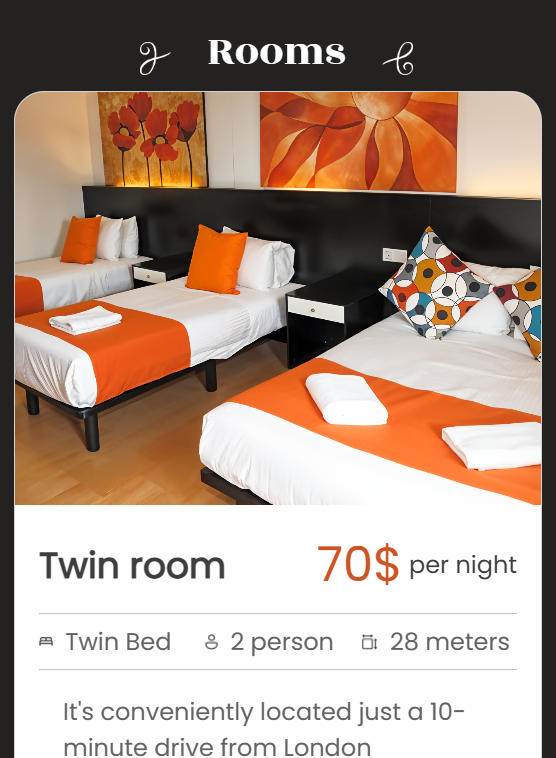 Rooms
Twin room
70$ per night
Twin Bed 2 person 28 meters
It's conveniently located just a 10-
minute drive from London